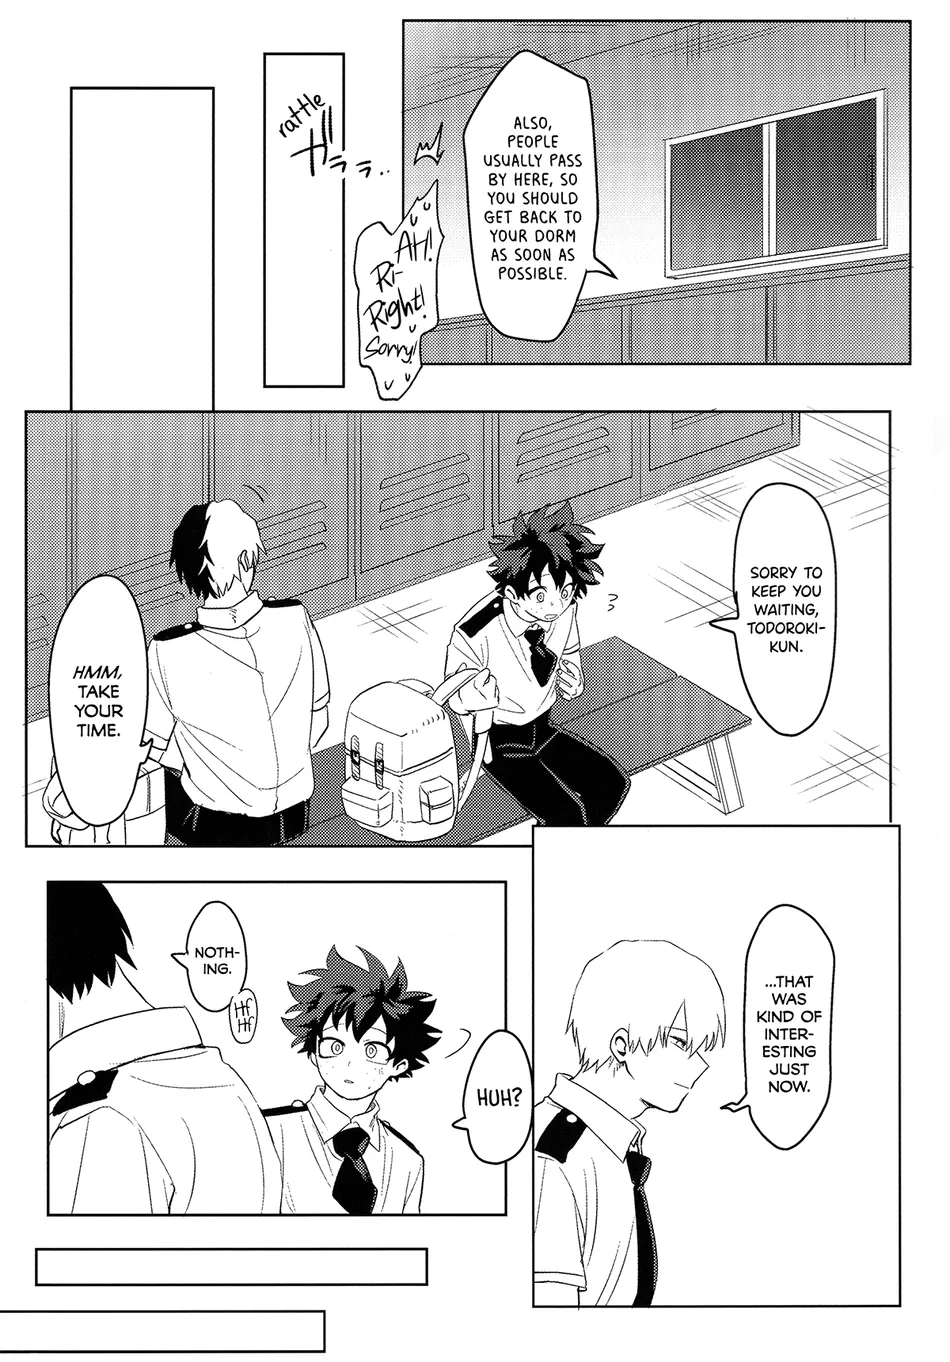 ALSO,
PEOPLE
USUALLY PASS
BY HERE, SO
YOU SHOULD
GET BACK TO
YOUR DORM
AS SOON AS
POSSIBLE.
AH!
Ri-
Right!
Sorry!
rattle
ガララ..
SORRY TO
KEEP YOU
WAITING,
TODOROKI-
KUN.
HMM,
TAKE
YOUR
TIME.
...THAT
WAS
KIND OF
INTER-
ESTING
JUST
NOW.
HUH?
NOTH-
ING.
Hf
Hf